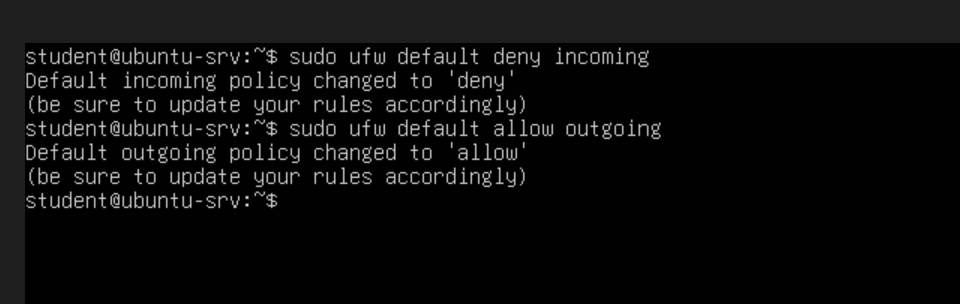 student@ubuntu-srv:~$ sudo ufw default deny incoming
Default incoming policy changed to 'deny'
(be sure to update your rules accordingly)
student@ubuntu-srv:~$ sudo ufw default allow outgoing
Default outgoing policy changed to 'allow'
(be sure to update your rules accordingly)
student@ubuntu-srv:~$